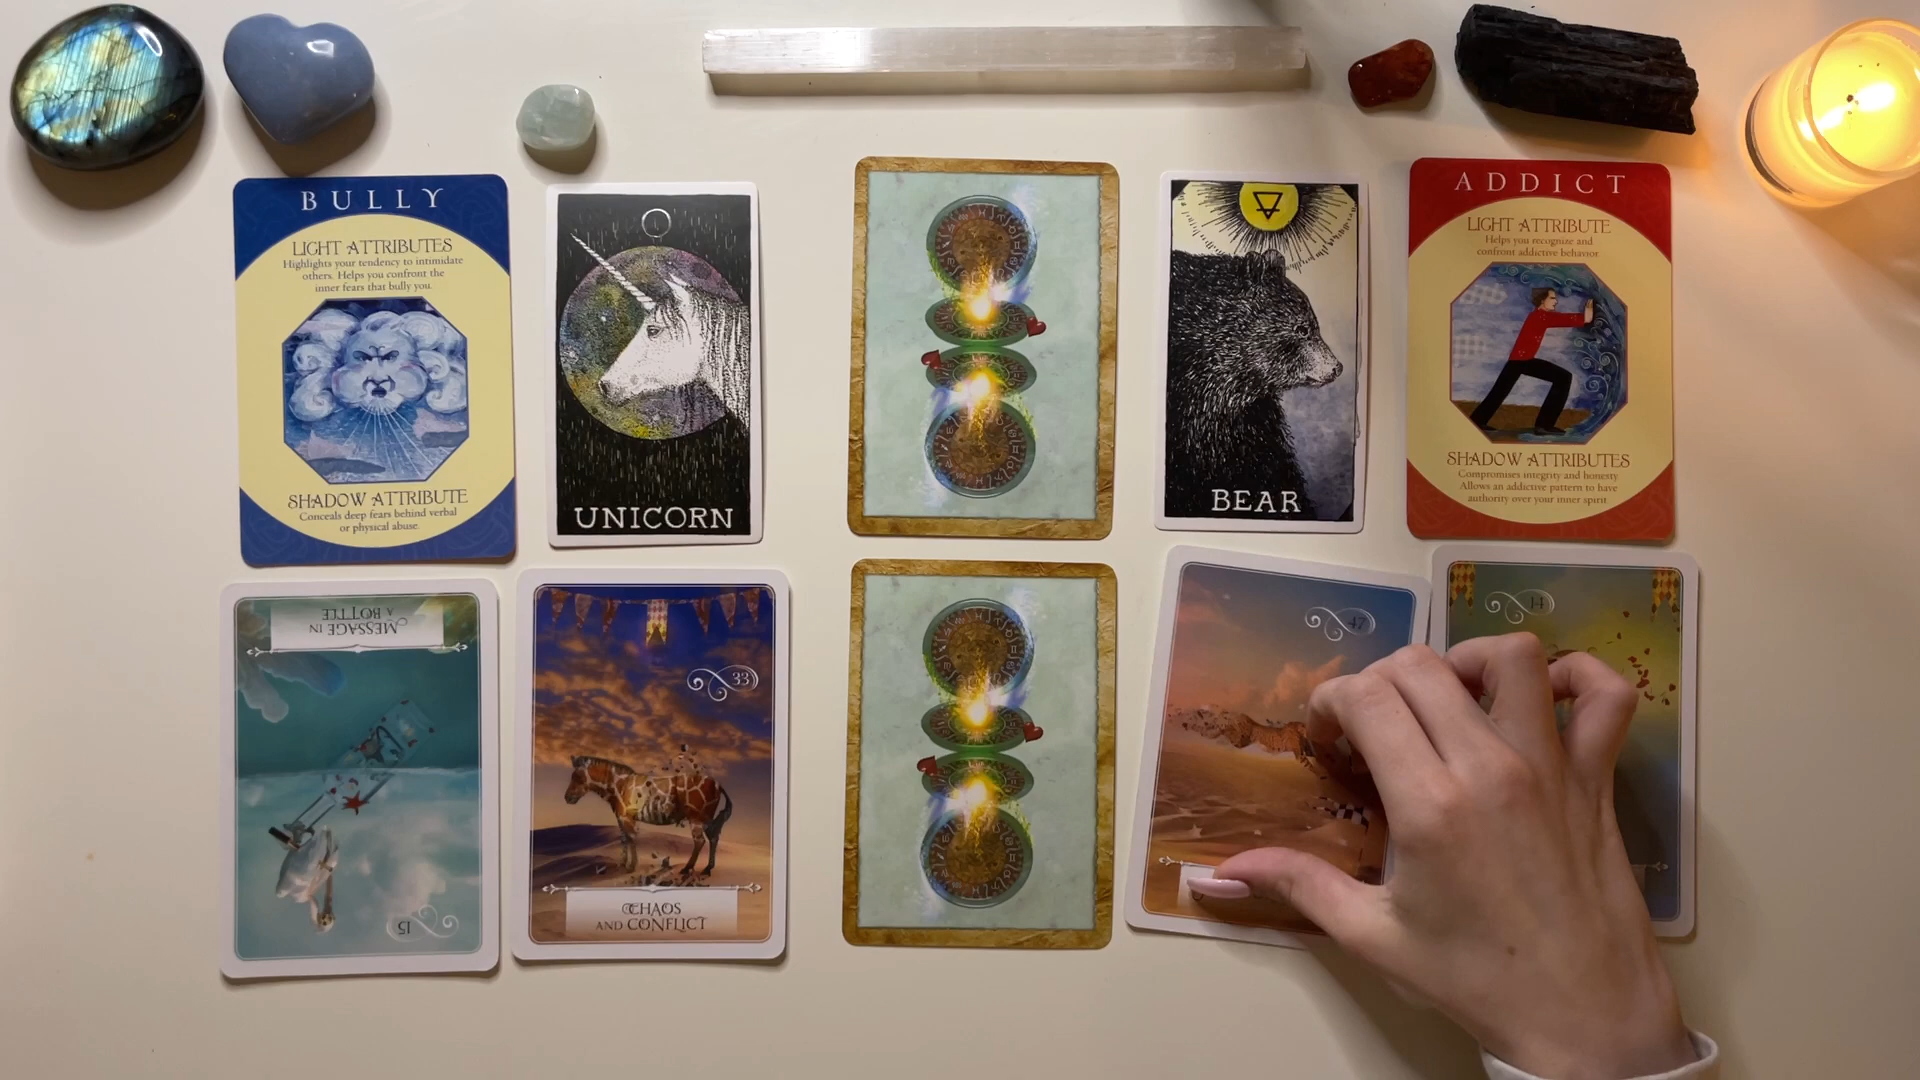 BULLY
LIGHT ATTRIBUTES
Highlights your tendency to intimidate
others. Helps you confront the
inner fears that bully you.
SHADOW ATTRIBUTE
Conceals deep fears behind verbal
or physical abuse
UNICORN
BEAR
ADDICT
LIGHT ATTRIBUTE
Helps you recognize and
confront addictive behavior
SHADOW ATTRIBUTES
Compromises integrity and honesty
Allows an addictive pattern to have
authority over your inner spirit
MESSAGE IN
A BOTTLE
15
33
CHAOS
AND CONFLICT
47
14